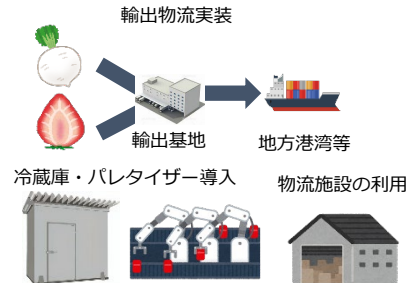 輸出物流実装
輸出基地
地方港湾等
冷蔵庫・パレタイザー導入
物流施設の利用